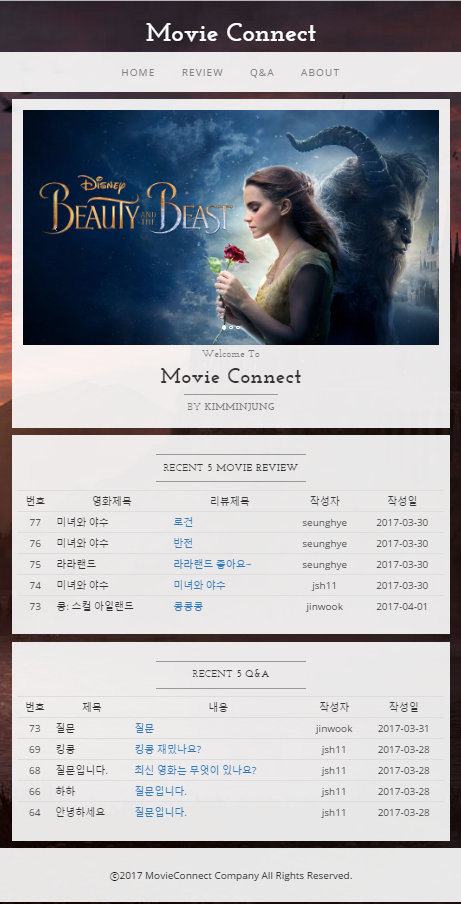 Movie Connect
HOME REVIEW Q&A ABOUT
DISNEY
BEAUTY AND THE BEAST
Welcome To
Movie Connect
BY KIMMINJUNG
RECENT 5 MOVIE REVIEW
번호 영화제목 리뷰제목 작성자 작성일
77 미녀와 야수 로건 seunghye 2017-03-30
76 미녀와 야수 반전 seunghye 2017-03-30
75 라라랜드 라라랜드 좋아요~ seunghye 2017-03-30
74 미녀와 야수 미녀와 야수 jsh11 2017-03-30
73 콩: 스컬 아일랜드 콩콩콩 jinwook 2017-04-01
RECENT 5 Q&A
번호 제목 내용 작성자 작성일
73 질문 질문 jinwook 2017-03-31
69 킹콩 킹콩 재밌나요? jsh11 2017-03-28
68 질문입니다. 최신 영화는 무엇이 있나요? jsh11 2017-03-28
66 하하 질문입니다. jsh11 2017-03-28
64 안녕하세요 질문입니다. jsh11 2017-03-28
©2017 MovieConnect Company All Rights Reserved.